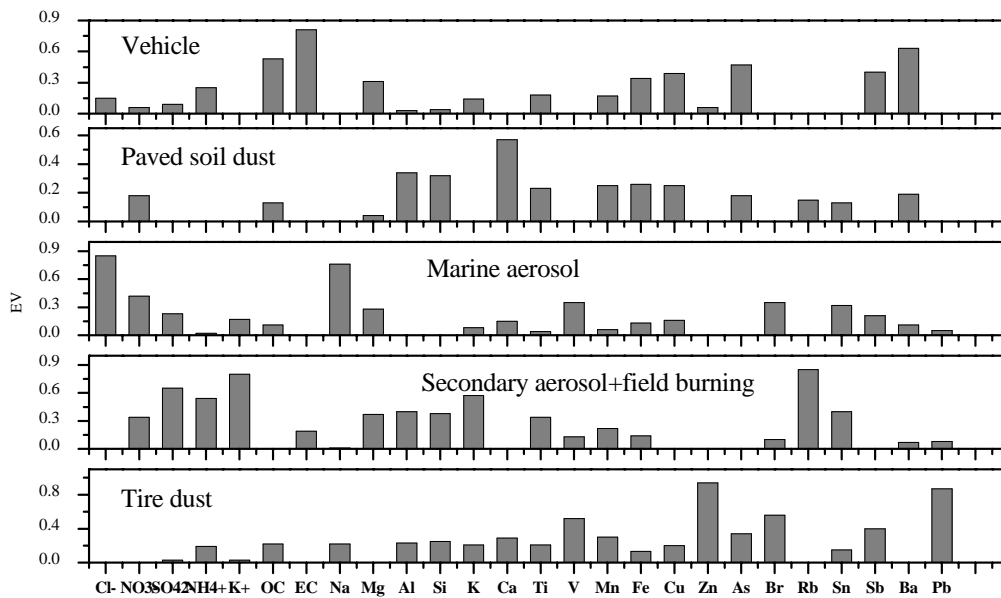 0.9
Vehicle
0.6
0.3
0.0
0.6
Paved soil dust
0.4
0.2
0.0
0.9
Marine aerosol
0.6
0.3
0.0
EV
0.9
Secondary aerosol+field burning
0.6
0.3
0.0
Tire dust
0.8
0.4
0.0
Cl- NO3- SO42- NH4+ K+ OC EC Na Mg Al Si K Ca Ti V Mn Fe Cu Zn As Br Rb Sn Sb Ba Pb